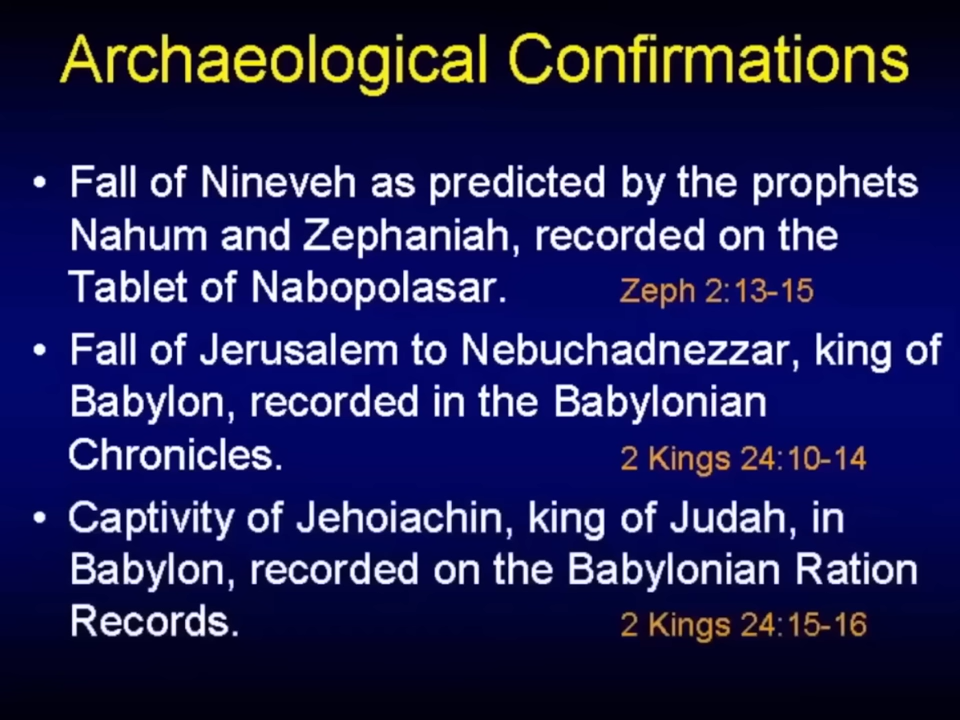 Archaeological Confirmations
• Fall of Nineveh as predicted by the prophets
Nahum and Zephaniah, recorded on the
Tablet of Nabopolasar. Zeph 2:13-15
• Fall of Jerusalem to Nebuchadnezzar, king of
Babylon, recorded in the Babylonian
Chronicles. 2 Kings 24:10-14
• Captivity of Jehoiachin, king of Judah, in
Babylon, recorded on the Babylonian Ration
Records. 2 Kings 24:15-16